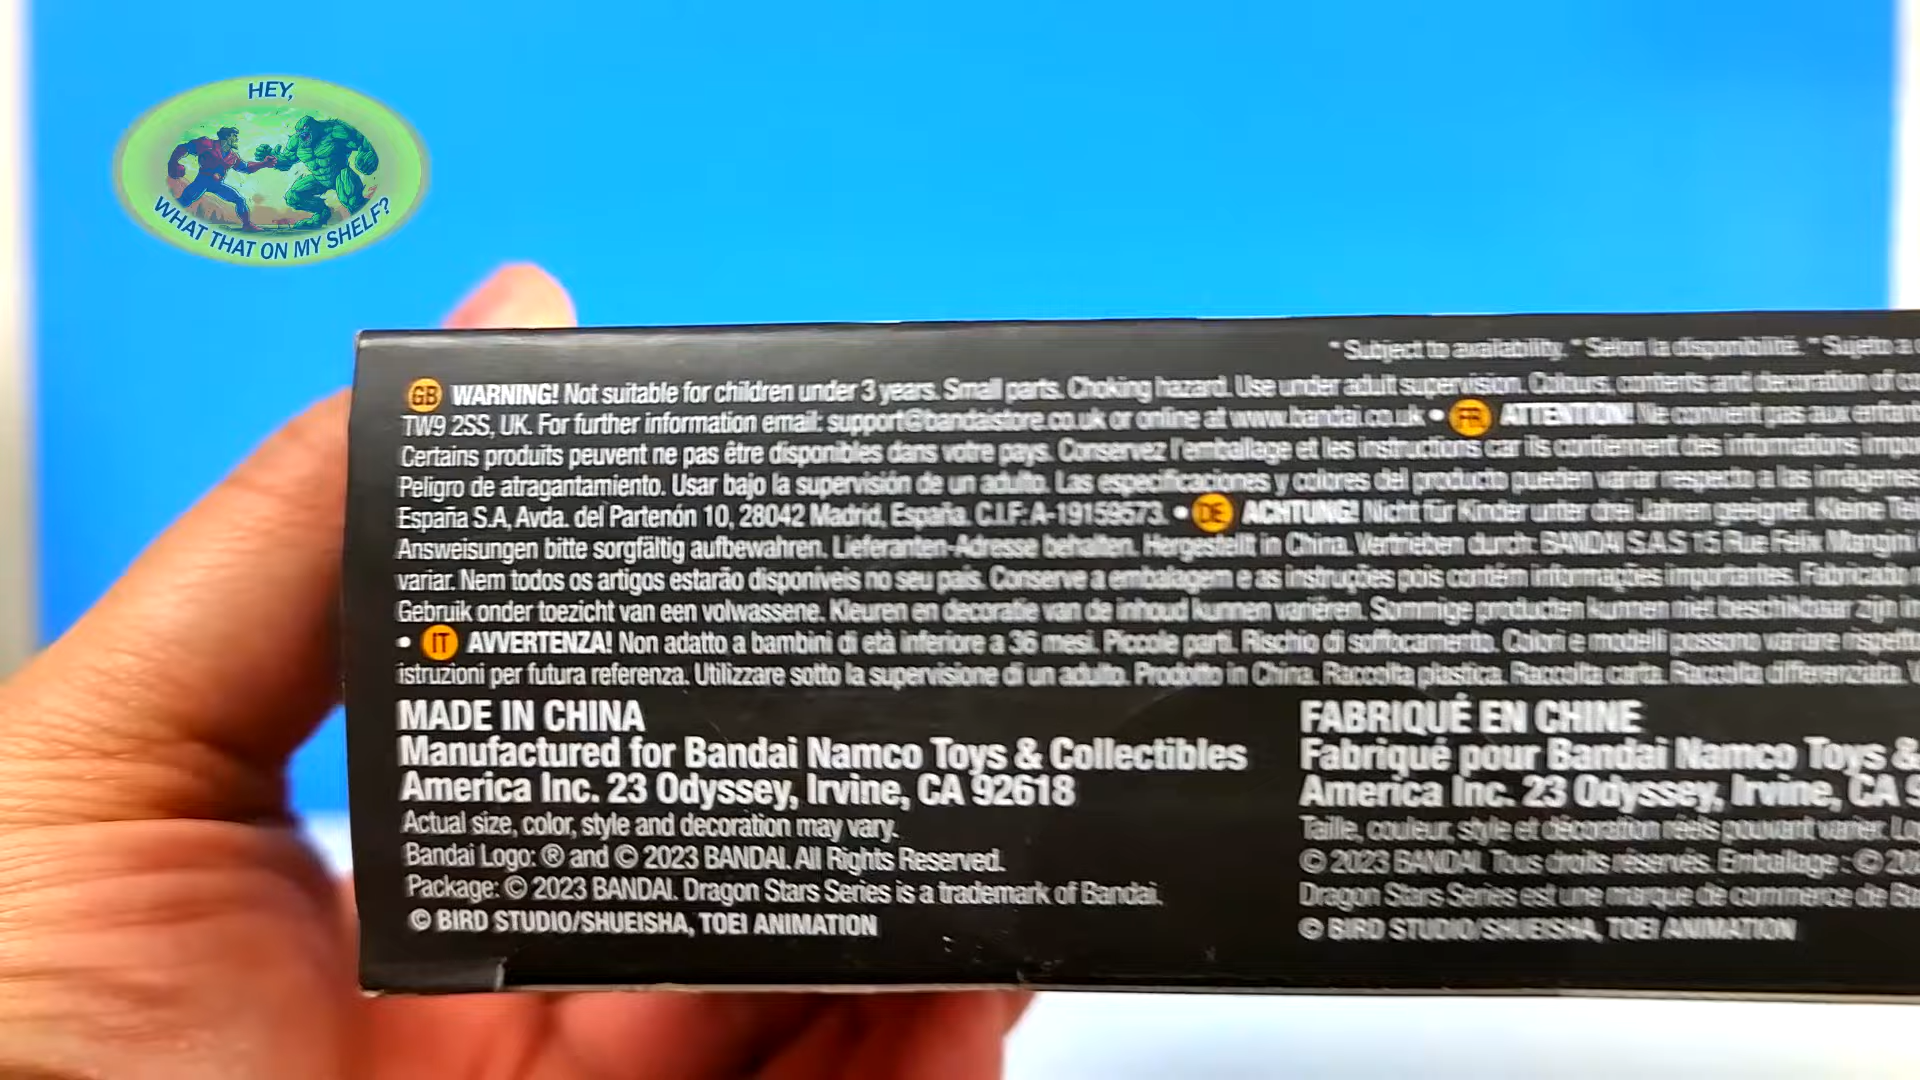 HEY,
WHAT THAT ON MY SHELF?
* Subject to availability. * Selon la disponibilité. * Sujeto a
GB WARNING! Not suitable for children under 3 years. Small parts. Choking hazard. Use under adult supervision. Colours, contents and decoration of
TW9 2SS, UK. For further information email: support@bandaistore.co.uk or online at www.bandai.co.uk • FR ATTENTION! Ne convient pas aux
Certains produits peuvent ne pas être disponibles dans votre pays. Conservez l'emballage et les instructions car ils contiennent des informations
Peligro de atragantamiento. Usar bajo la supervisión de un adulto. Las especificaciones y colores del producto pueden variar respecto a las imágenes
España S.A, Avda. del Partenón 10, 28042 Madrid, España. C.I.F: A-19159573. • DE ACHTUNG! Nicht für Kinder unter drei Jahren geeignet. Kleine
Answeisungen bitte sorgfältig aufbewahren. Lieferanten-Adresse behalten. Hergestellt in China. Vertrieben durch: BANDAI S.A.S 15 Rue Felix Mangini
variar. Nem todos os artigos estarão disponíveis no seu país. Conserve a embalagem e as instruções pois contêm informações importantes. Fabricado
Gebruik onder toezicht van een volwassene. Kleuren en decoratie van de inhoud kunnen variëren. Sommige producten kunnen niet beschikbaar zijn
• IT AVVERTENZA! Non adatto a bambini di età inferiore a 36 mesi. Piccole parti. Rischio di soffocamento. Colori e modelli possono variare
istruzioni per futura referenza. Utilizzare sotto la supervisione di un adulto. Prodotto in China. Raccolta plastica. Raccolta carta. Raccolta differenziata.
MADE IN CHINA
Manufactured for Bandai Namco Toys & Collectibles
America Inc. 23 Odyssey, Irvine, CA 92618
Actual size, color, style and decoration may vary.
Bandai Logo: ® and © 2023 BANDAI. All Rights Reserved.
Package: © 2023 BANDAI. Dragon Stars Series is a trademark of Bandai.
© BIRD STUDIO/SHUEISHA, TOEI ANIMATION
FABRIQUÉ EN CHINE
Fabriqué pour Bandai Namco Toys &
America Inc. 23 Odyssey, Irvine, CA
Taille, couleur, style et décoration réels pouvant varier.
© 2023 BANDAI. Tous droits réservés. Emballage : ©
Dragon Stars Series est une marque de commerce de
© BIRD STUDIO/SHUEISHA, TOEI ANIMATION